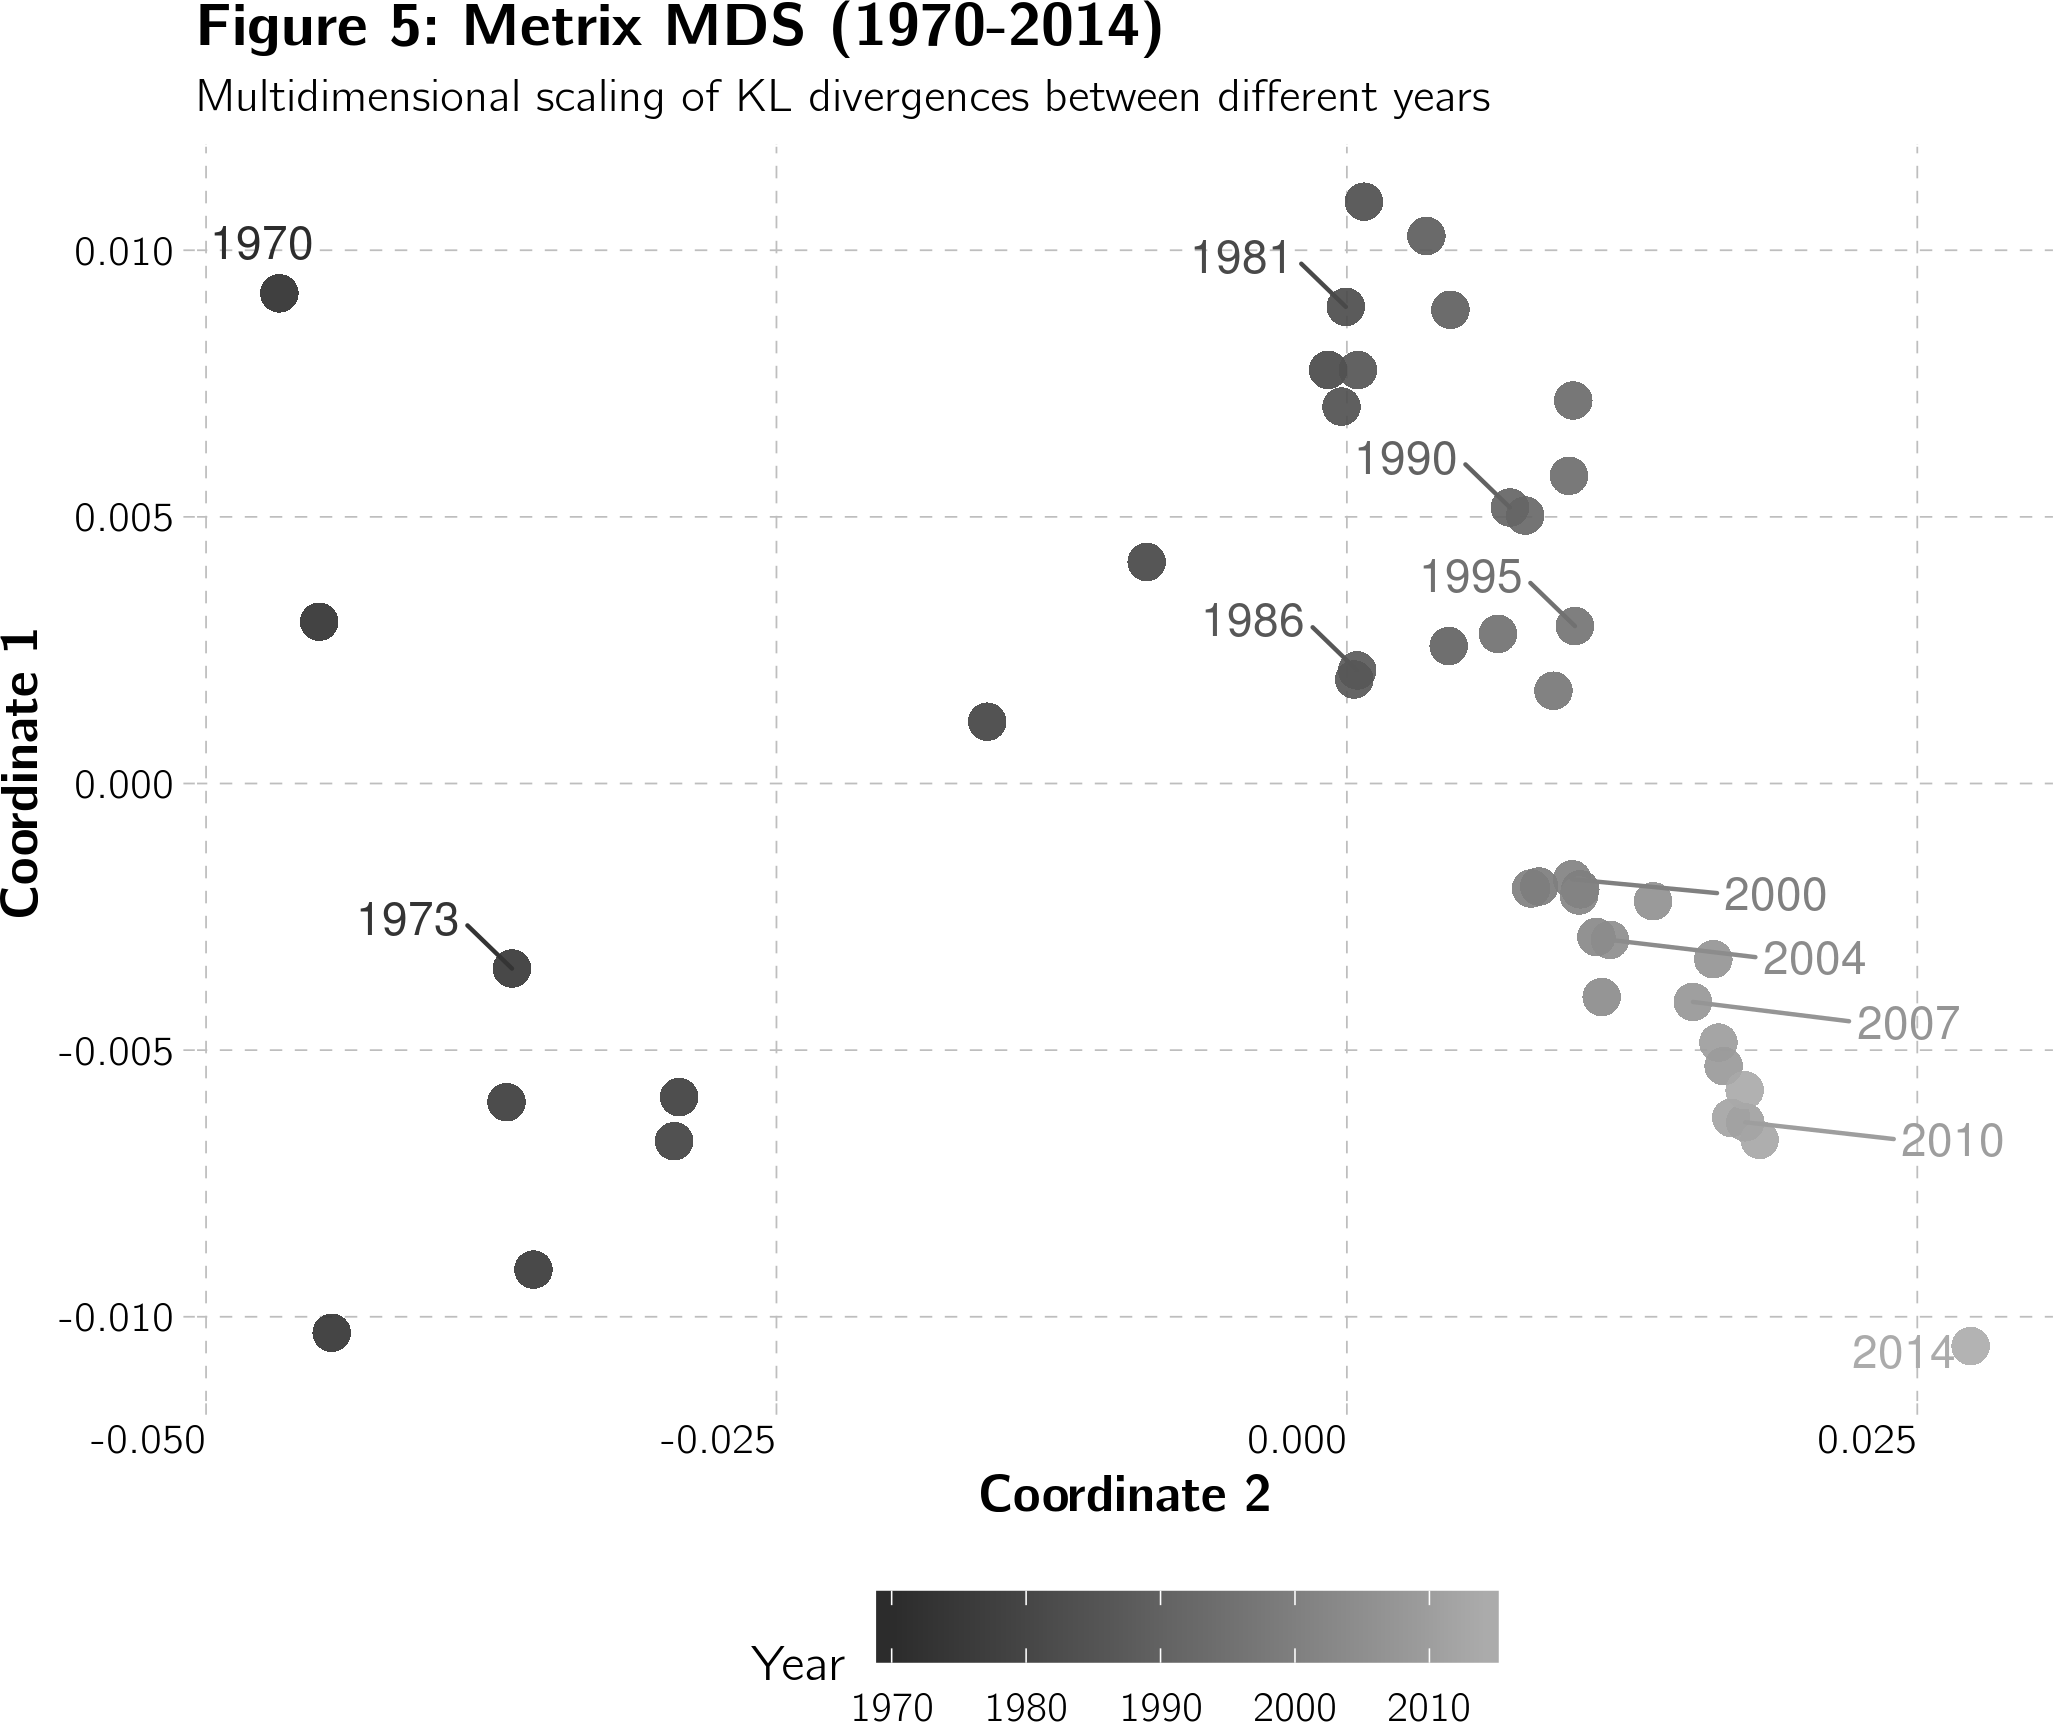 Figure 5: Metrix MDS (1970-2014)
Multidimensional scaling of KL divergences between different years
Coordinate 1
0.010
0.005
0.000
-0.005
-0.010
1970
1981
1990
1995
1986
1973
2000
2004
2007
2010
2014
-0.050 -0.025 0.000 0.025
Coordinate 2
Year
1970 1980 1990 2000 2010